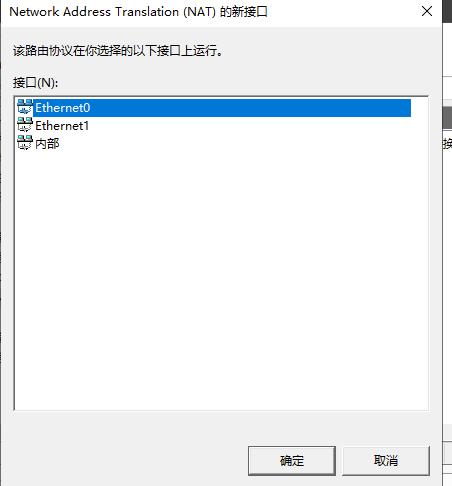 Network Address Translation (NAT) 的新接口
该路由协议在你选择的以下接口上运行。
接口(N):
Ethernet0
Ethernet1
内部
换
确定
取消